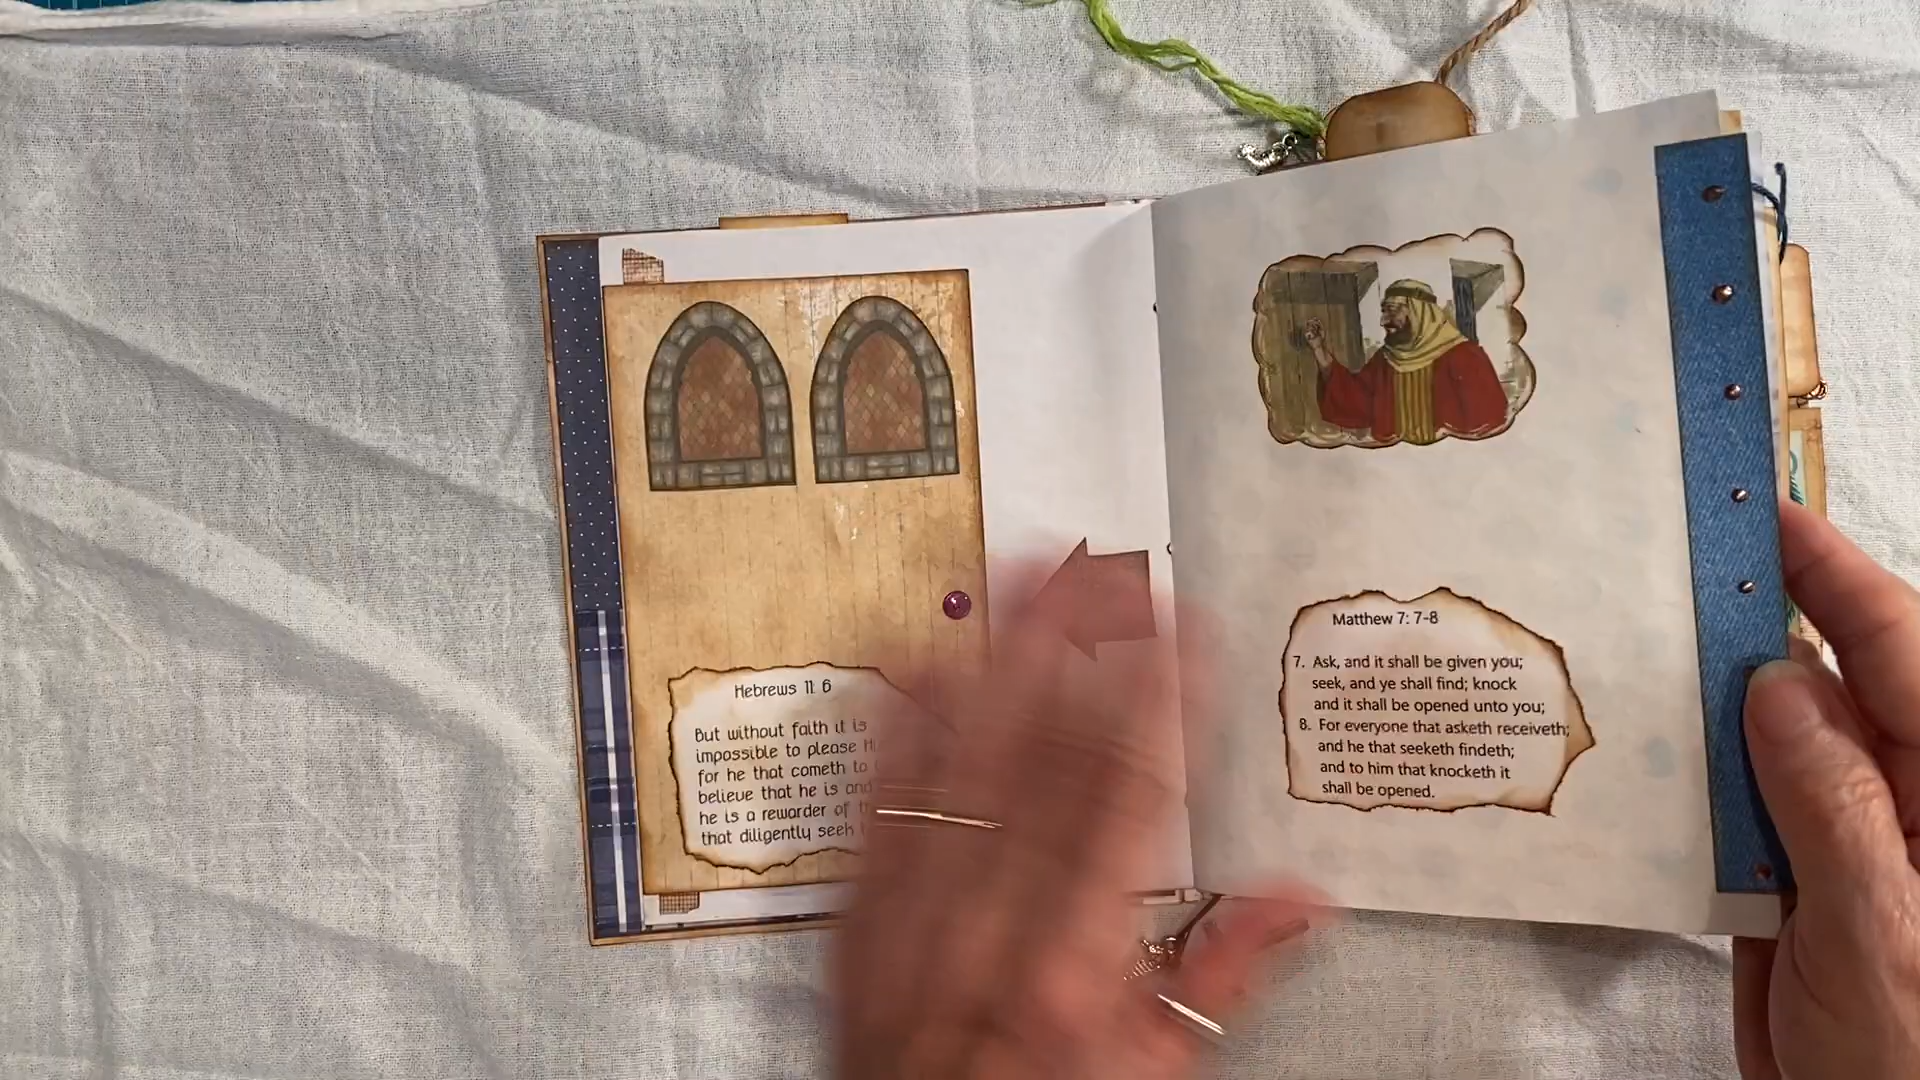 Hebrews 11: 6
But without faith it is
impossible to please
for he that cometh to
believe that he is and
he is a rewarder of
that diligently seek
Matthew 7: 7-8
7. Ask, and it shall be given you;
seek, and ye shall find; knock
and it shall be opened unto you;
8. For everyone that asketh receiveth;
and he that seeketh findeth;
and to him that knocketh it
shall be opened.